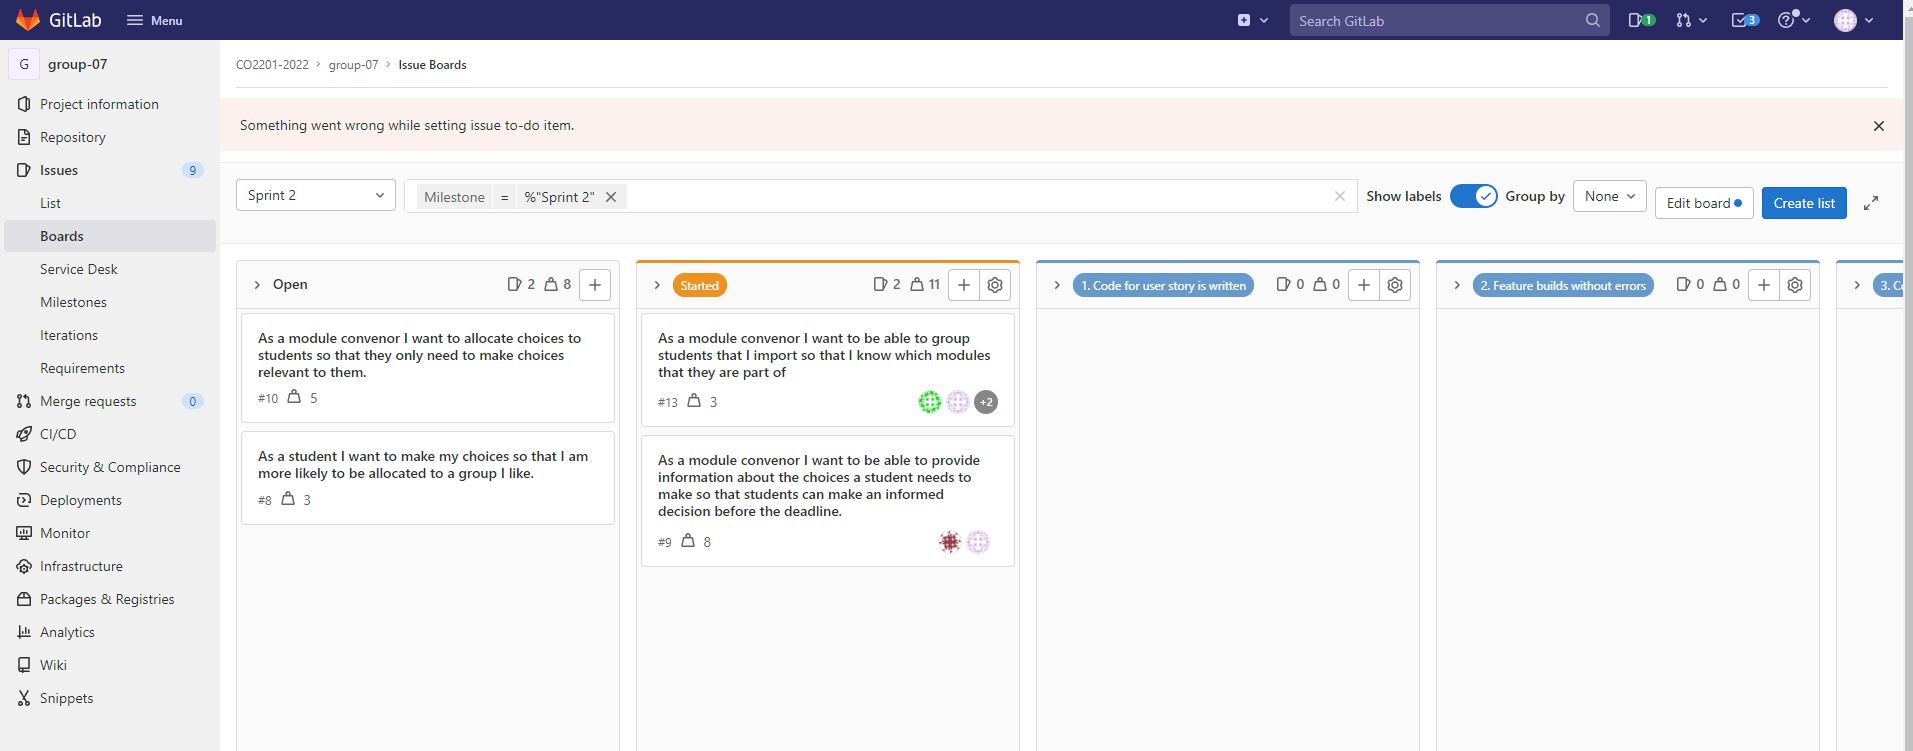 GitLab
Menu
Search GitLab
1
3
G
group-07
Project information
Repository
Issues
9
List
Boards
Service Desk
Milestones
Iterations
Requirements
Merge requests
0
CI/CD
Security & Compliance
Deployments
Monitor
Infrastructure
Packages & Registries
Analytics
Wiki
Snippets
CO2201-2022 › group-07 › Issue Boards
Something went wrong while setting issue to-do item.
Sprint 2
Milestone = %"Sprint 2"
Show labels
Group by
None
Edit board
Create list
Open
2
8
As a module convenor I want to allocate choices to
students so that they only need to make choices
relevant to them.
#10
5
As a student I want to make my choices so that I am
more likely to be allocated to a group I like.
#8
3
Started
2
11
As a module convenor I want to be able to group
students that I import so that I know which modules
that they are part of
#13
3
+2
As a module convenor I want to be able to provide
information about the choices a student needs to
make so that students can make an informed
decision before the deadline.
#9
8
1. Code for user story is written
0
0
2. Feature builds without errors
0
0
3.